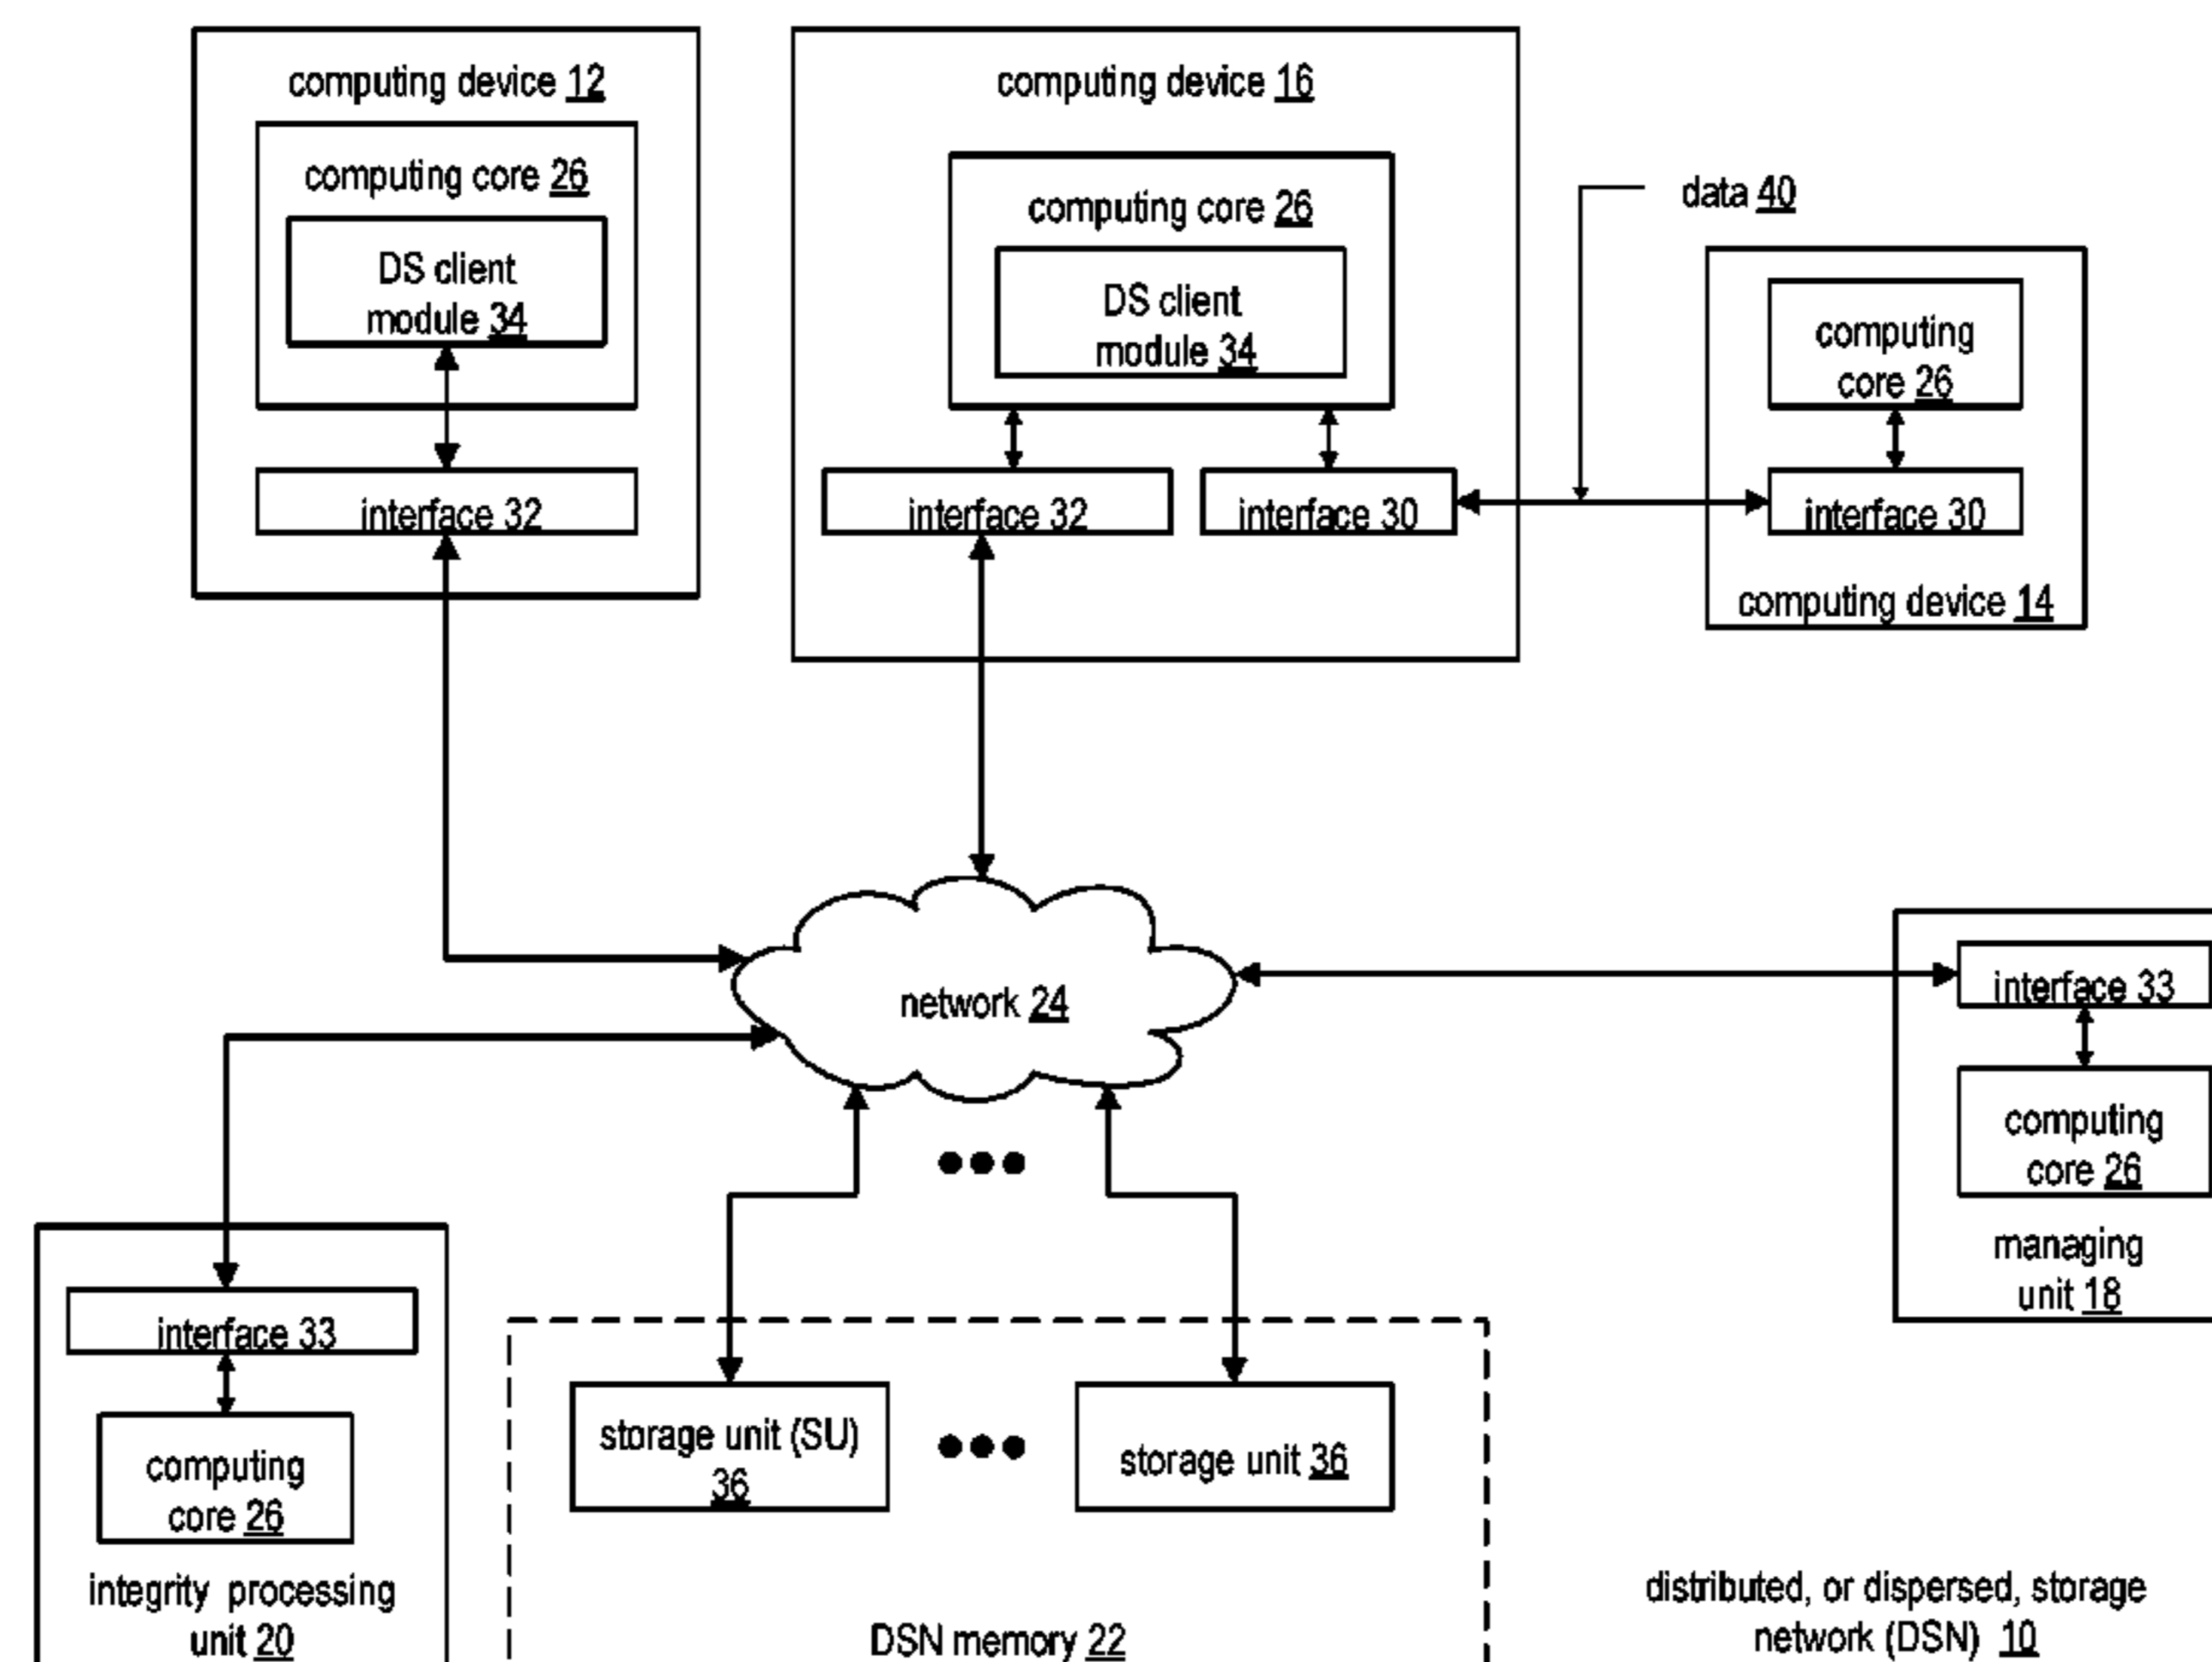 computing device 12
computing core 26
DS client
module 34
interface 32
computing device 16
computing core 26
DS client
module 34
interface 32
interface 30
data 40
computing
core 26
interface 30
computing device 14
network 24
interface 33
computing
core 26
managing
unit 18
interface 33
computing
core 26
integrity processing
unit 20
storage unit (SU)
36
storage unit 36
DSN memory 22
distributed, or dispersed, storage
network (DSN) 10